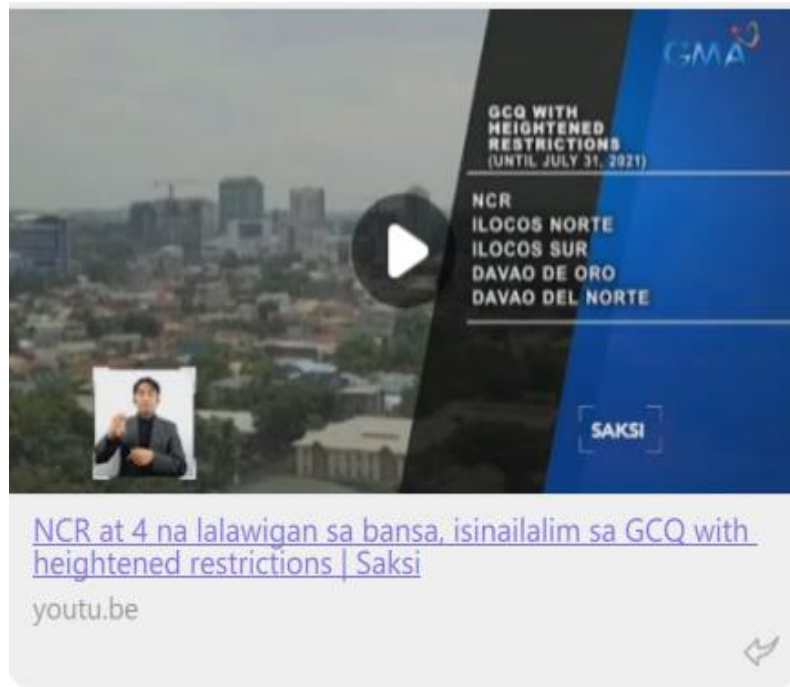 GMA
GCQ WITH
HEIGHTENED
RESTRICTIONS
(UNTIL JULY 31, 2021)
NCR
ILOCOS NORTE
ILOCOS SUR
DAVAO DE ORO
DAVAO DEL NORTE
SAKSI
NCR at 4 na lalawigan sa bansa, isinailalim sa GCQ with
heightened restrictions | Saksi
youtu.be